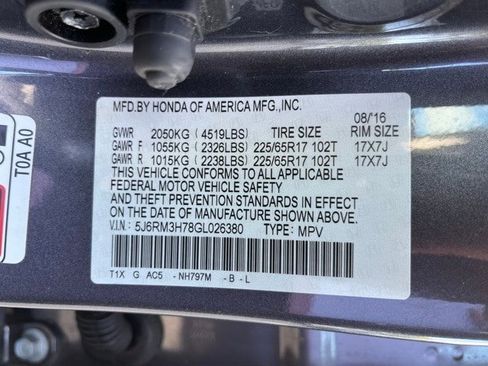 MFD.BY HONDA OF AMERICA MFG.,INC.
08/16
GVWR 2050KG ( 4519LBS ) TIRE SIZE RIM SIZE
GAWR F 1055KG ( 2326LBS ) 225/65R17 102T 17X7J
GAWR R 1015KG ( 2238LBS ) 225/65R17 102T 17X7J
THIS VEHICLE CONFORMS TO ALL APPLICABLE
FEDERAL MOTOR VEHICLE SAFETY
AND THEFT PREVENTION STANDARDS IN EFFECT
ON THE DATE OF MANUFACTURE SHOWN ABOVE.
V.I.N.: 5J6RM3H78GL026380 TYPE: MPV
T1X G AC5 - NH797M - B - L
T0A A0